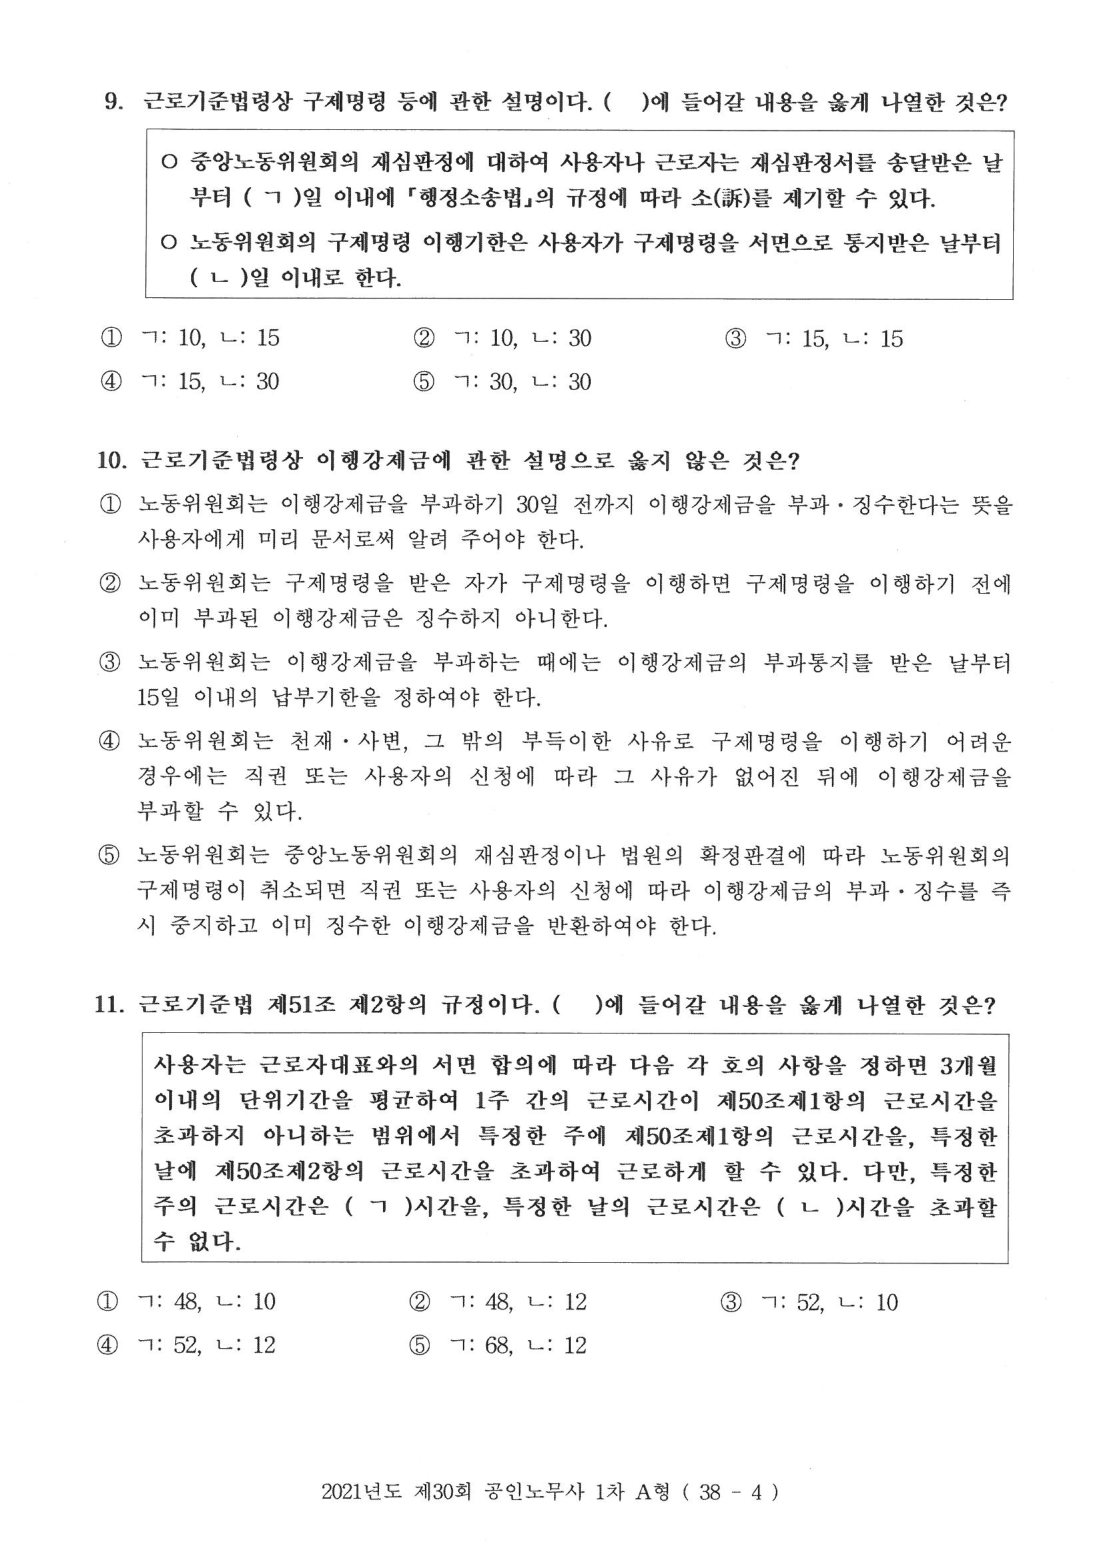 9. 근로기준법령상 구제명령 등에 관한 설명이다. ( )에 들어갈 내용을 옳게 나열한 것은?
○ 중앙노동위원회의 재심판정에 대하여 사용자나 근로자는 재심판정서를 송달받은 날
부터 ( ㄱ )일 이내에 「행정소송법」의 규정에 따라 소(訴)를 제기할 수 있다.
○ 노동위원회의 구제명령 이행기한은 사용자가 구제명령을 서면으로 통지받은 날부터
( ㄴ )일 이내로 한다.
① ㄱ: 10, ㄴ: 15 ② ㄱ: 10, ㄴ: 30 ③ ㄱ: 15, ㄴ: 15
④ ㄱ: 15, ㄴ: 30 ⑤ ㄱ: 30, ㄴ: 30
10. 근로기준법령상 이행강제금에 관한 설명으로 옳지 않은 것은?
① 노동위원회는 이행강제금을 부과하기 30일 전까지 이행강제금을 부과・징수한다는 뜻을
사용자에게 미리 문서로써 알려 주어야 한다.
② 노동위원회는 구제명령을 받은 자가 구제명령을 이행하면 구제명령을 이행하기 전에
이미 부과된 이행강제금은 징수하지 아니한다.
③ 노동위원회는 이행강제금을 부과하는 때에는 이행강제금의 부과통지를 받은 날부터
15일 이내의 납부기한을 정하여야 한다.
④ 노동위원회는 천재・사변, 그 밖의 부득이한 사유로 구제명령을 이행하기 어려운
경우에는 직권 또는 사용자의 신청에 따라 그 사유가 없어진 뒤에 이행강제금을
부과할 수 있다.
⑤ 노동위원회는 중앙노동위원회의 재심판정이나 법원의 확정판결에 따라 노동위원회의
구제명령이 취소되면 직권 또는 사용자의 신청에 따라 이행강제금의 부과・징수를 즉
시 중지하고 이미 징수한 이행강제금을 반환하여야 한다.
11. 근로기준법 제51조 제2항의 규정이다. ( )에 들어갈 내용을 옳게 나열한 것은?
사용자는 근로자대표와의 서면 합의에 따라 다음 각 호의 사항을 정하면 3개월
이내의 단위기간을 평균하여 1주 간의 근로시간이 제50조제1항의 근로시간을
초과하지 아니하는 범위에서 특정한 주에 제50조제1항의 근로시간을, 특정한
날에 제50조제2항의 근로시간을 초과하여 근로하게 할 수 있다. 다만, 특정한
주의 근로시간은 ( ㄱ )시간을, 특정한 날의 근로시간은 ( ㄴ )시간을 초과할
수 없다.
① ㄱ: 48, ㄴ: 10 ② ㄱ: 48, ㄴ: 12 ③ ㄱ: 52, ㄴ: 10
④ ㄱ: 52, ㄴ: 12 ⑤ ㄱ: 68, ㄴ: 12
2021년도 제30회 공인노무사 1차 A형 ( 38 - 4 )